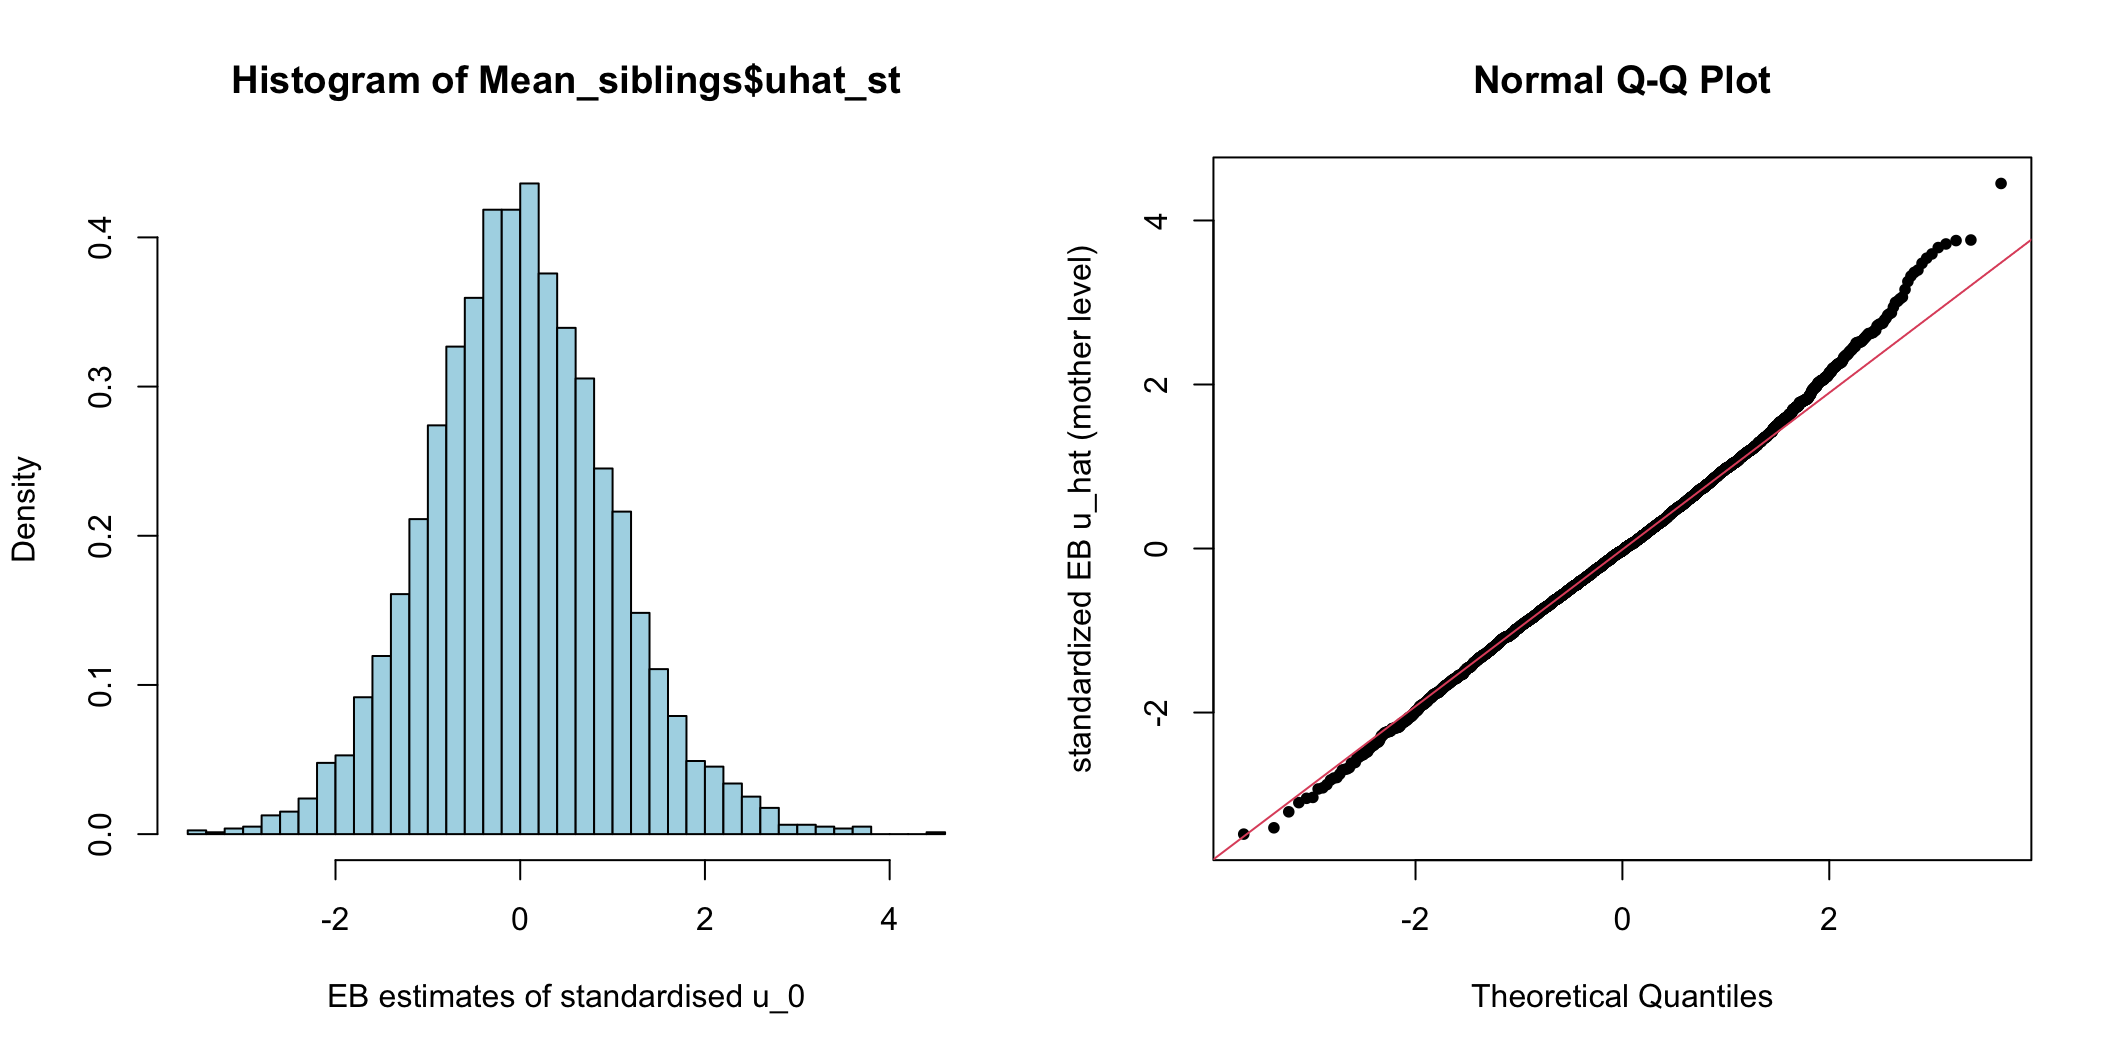 Histogram of Mean_siblings$uhat_st
Density
0.0
0.1
0.2
0.3
0.4
-2
0
2
4
EB estimates of standardised u_0
Normal Q-Q Plot
standardized EB u_hat (mother level)
-2
0
2
4
-2
0
2
Theoretical Quantiles